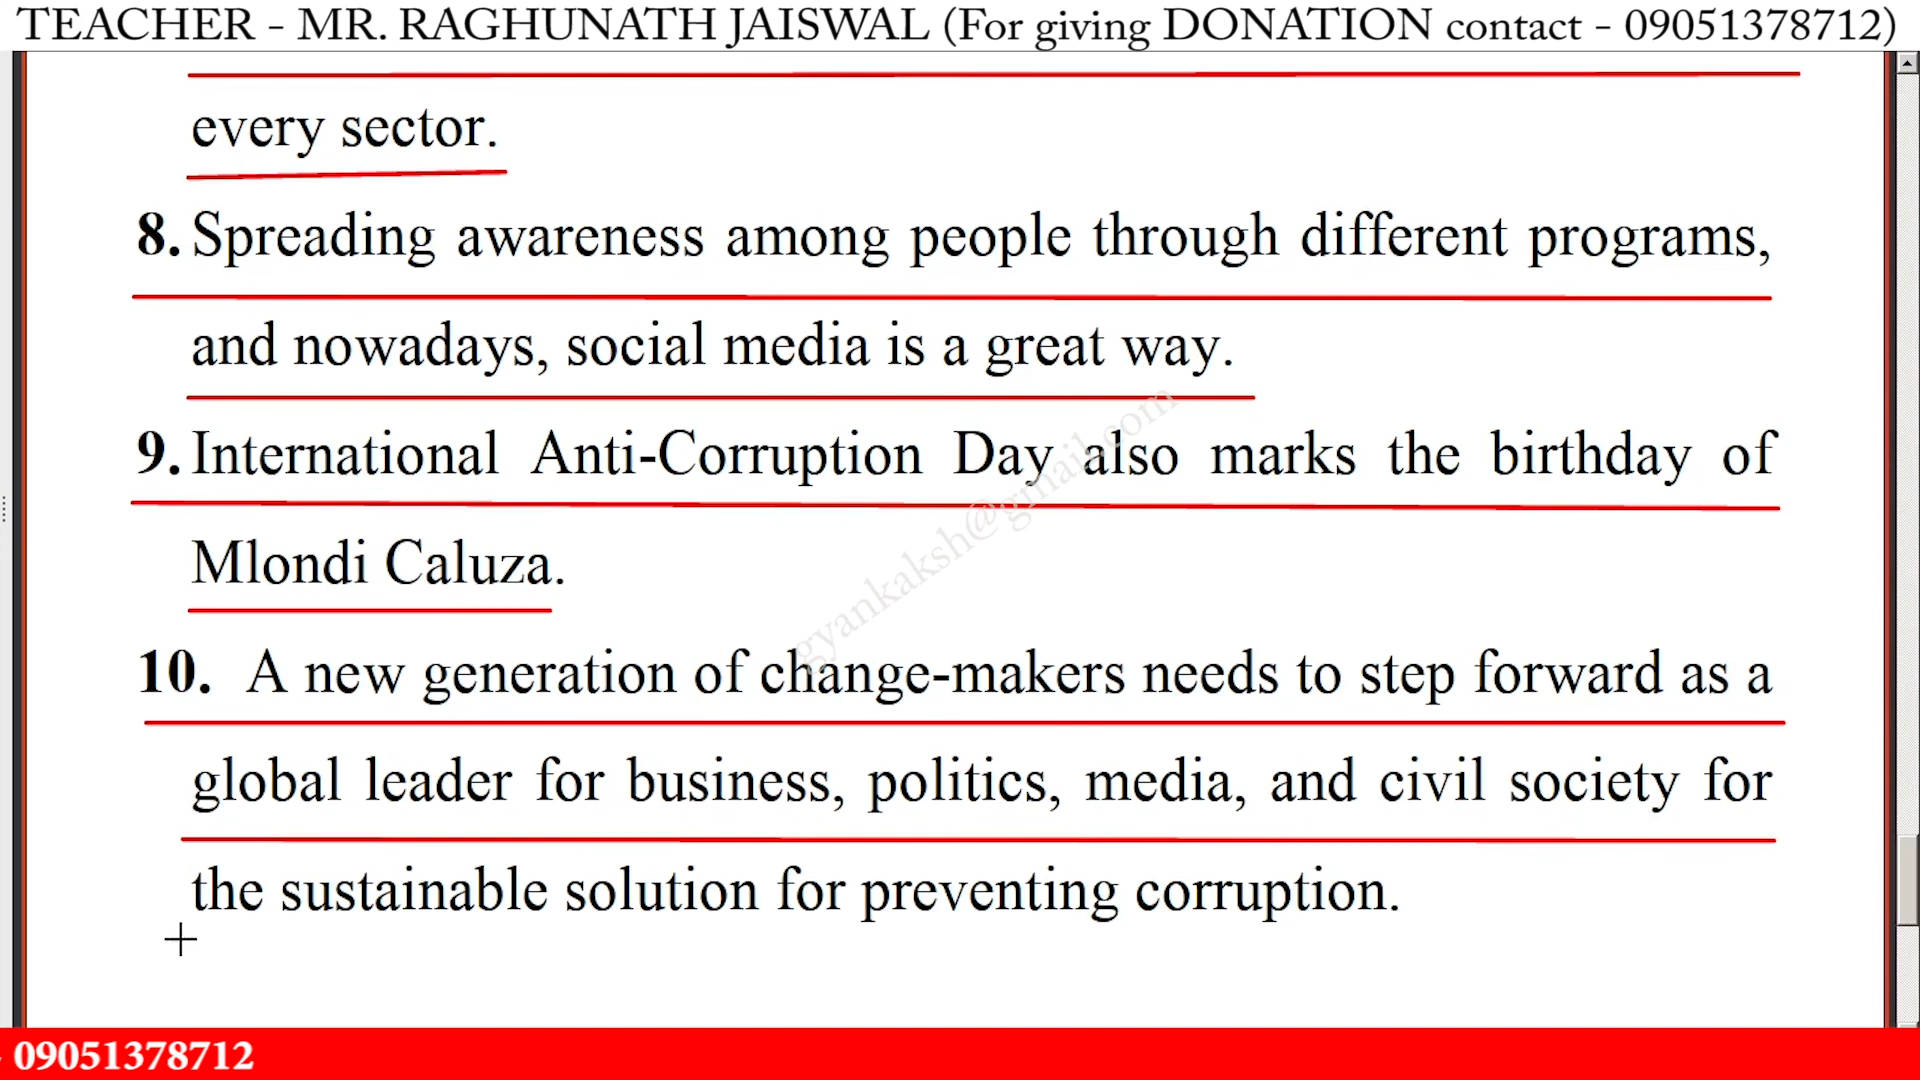 TEACHER - MR. RAGHUNATH JAISWAL (For giving DONATION contact - 09051378712)
every sector.
8. Spreading awareness among people through different programs,
and nowadays, social media is a great way.
9. International Anti-Corruption Day also marks the birthday of
Mlondi Caluza.
gyankaksh@gmail.com
10. A new generation of change-makers needs to step forward as a
global leader for business, politics, media, and civil society for
the sustainable solution for preventing corruption.
- 09051378712